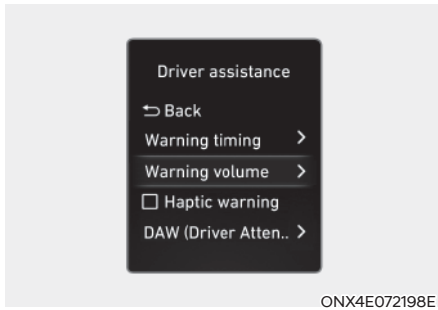 Driver assistance
Back
Warning timing
Warning volume
Haptic warning
DAW (Driver Atten..
ONX4E072198E